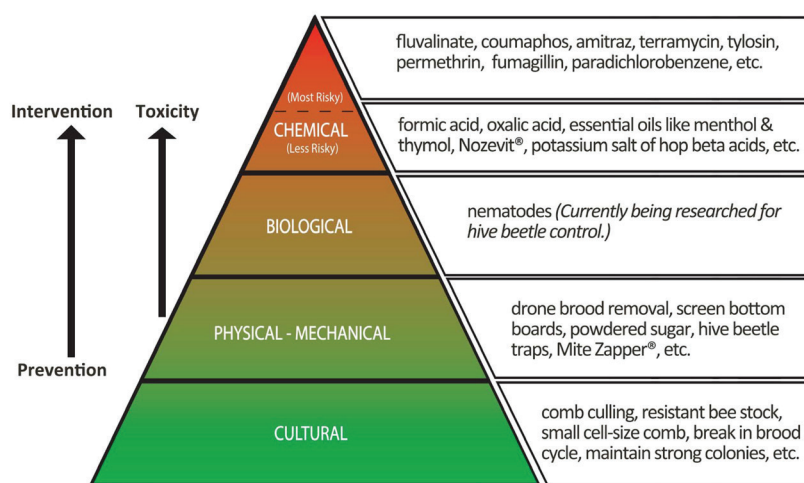 fluvalinate, coumaphos, amitraz, terramycin, tylosin,
permethrin, fumagillin, paradichlorobenzene, etc.
Intervention
Toxicity
(Most Risky)
CHEMICAL
(Less Risky)
formic acid, oxalic acid, essential oils like menthol &
thymol, Nozevit®, potassium salt of hop beta acids, etc.
BIOLOGICAL
nematodes (Currently being researched for
hive beetle control.)
PHYSICAL - MECHANICAL
drone brood removal, screen bottom
boards, powdered sugar, hive beetle
traps, Mite Zapper®, etc.
Prevention
CULTURAL
comb culling, resistant bee stock,
small cell-size comb, break in brood
cycle, maintain strong colonies, etc.